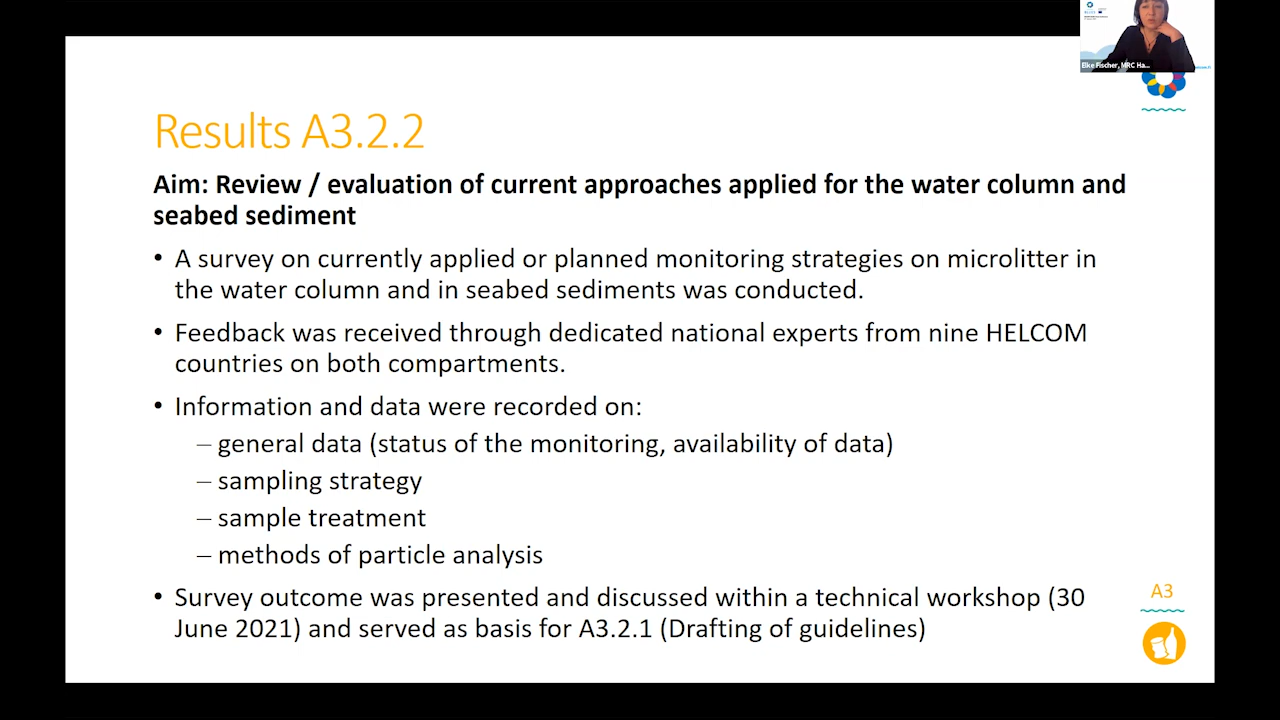 Elke Fischer, MRC Ha...
Results A3.2.2
Aim: Review / evaluation of current approaches applied for the water column and
seabed sediment
• A survey on currently applied or planned monitoring strategies on microlitter in
the water column and in seabed sediments was conducted.
• Feedback was received through dedicated national experts from nine HELCOM
countries on both compartments.
• Information and data were recorded on:
– general data (status of the monitoring, availability of data)
– sampling strategy
– sample treatment
– methods of particle analysis
• Survey outcome was presented and discussed within a technical workshop (30
June 2021) and served as basis for A3.2.1 (Drafting of guidelines)
A3